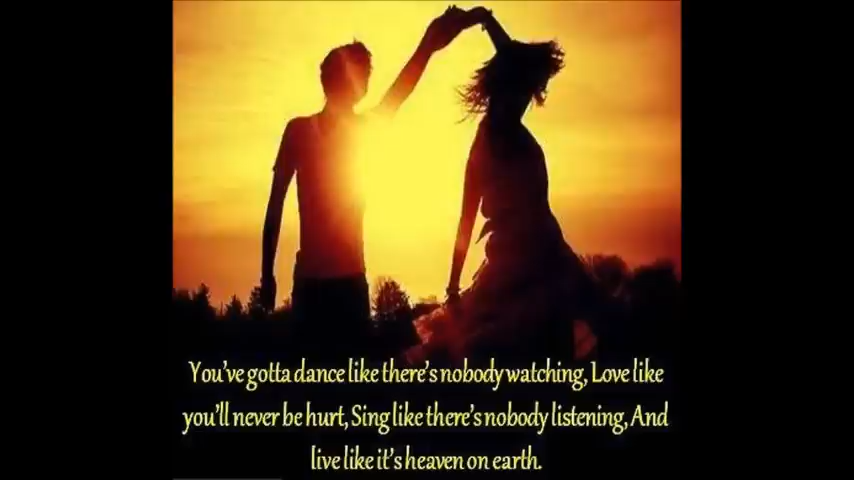 You've gotta dance like there's nobody watching, Love like
you'll never be hurt, Sing like there's nobody listening, And
live like it's heaven on earth.